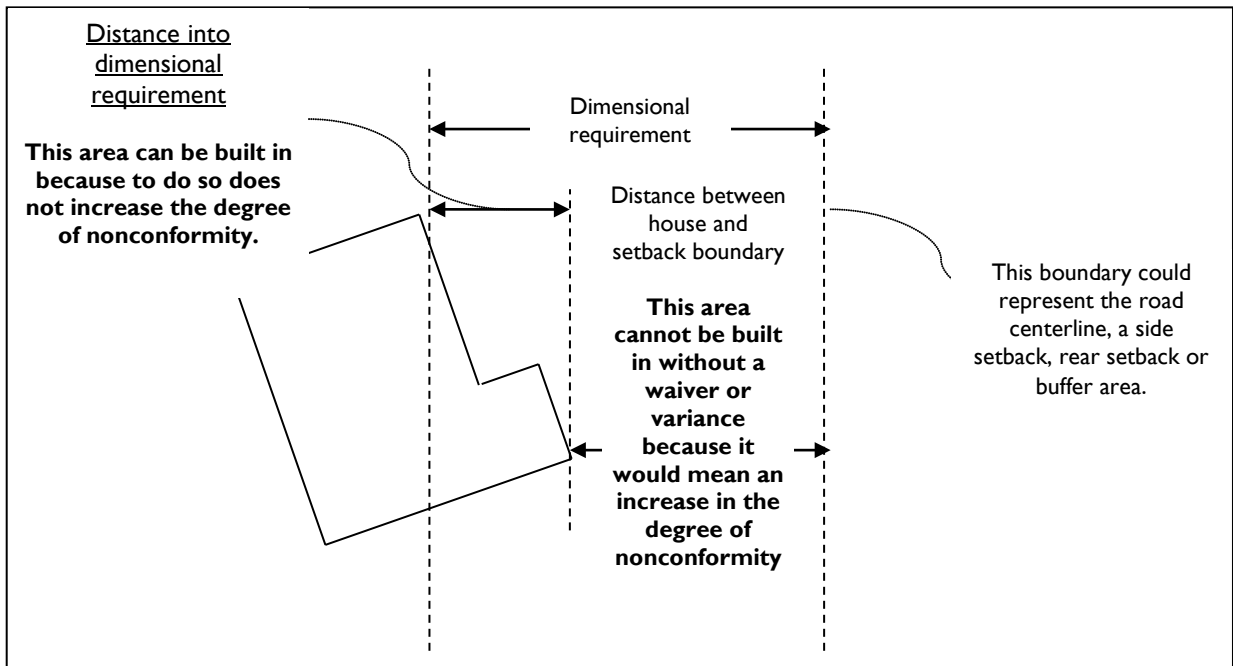 Distance into
dimensional
requirement
This area can be built in
because to do so does
not increase the degree
of nonconformity.
Dimensional
requirement
Distance between
house and
setback boundary
This area
cannot be built
in without a
waiver or
variance
because it
would mean an
increase in the
degree of
nonconformity
This boundary could
represent the road
centerline, a side
setback, rear setback or
buffer area.